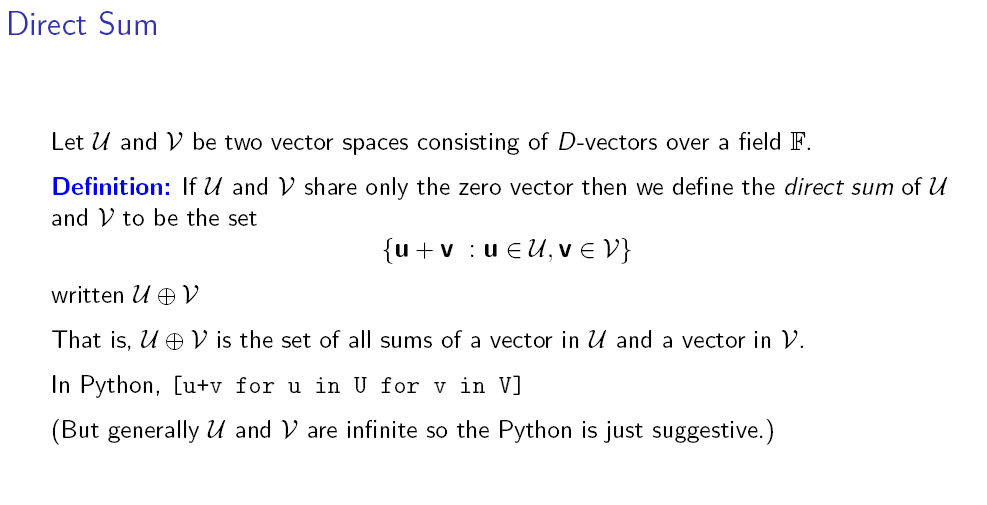 Direct Sum
Let 𝒰 and 𝒱 be two vector spaces consisting of D-vectors over a field 𝔽.
Definition: If 𝒰 and 𝒱 share only the zero vector then we define the direct sum of 𝒰
and 𝒱 to be the set
{u + v : u ∈ 𝒰, v ∈ 𝒱}
written 𝒰 ⊕ 𝒱
That is, 𝒰 ⊕ 𝒱 is the set of all sums of a vector in 𝒰 and a vector in 𝒱.
In Python, [u+v for u in U for v in V]
(But generally 𝒰 and 𝒱 are infinite so the Python is just suggestive.)